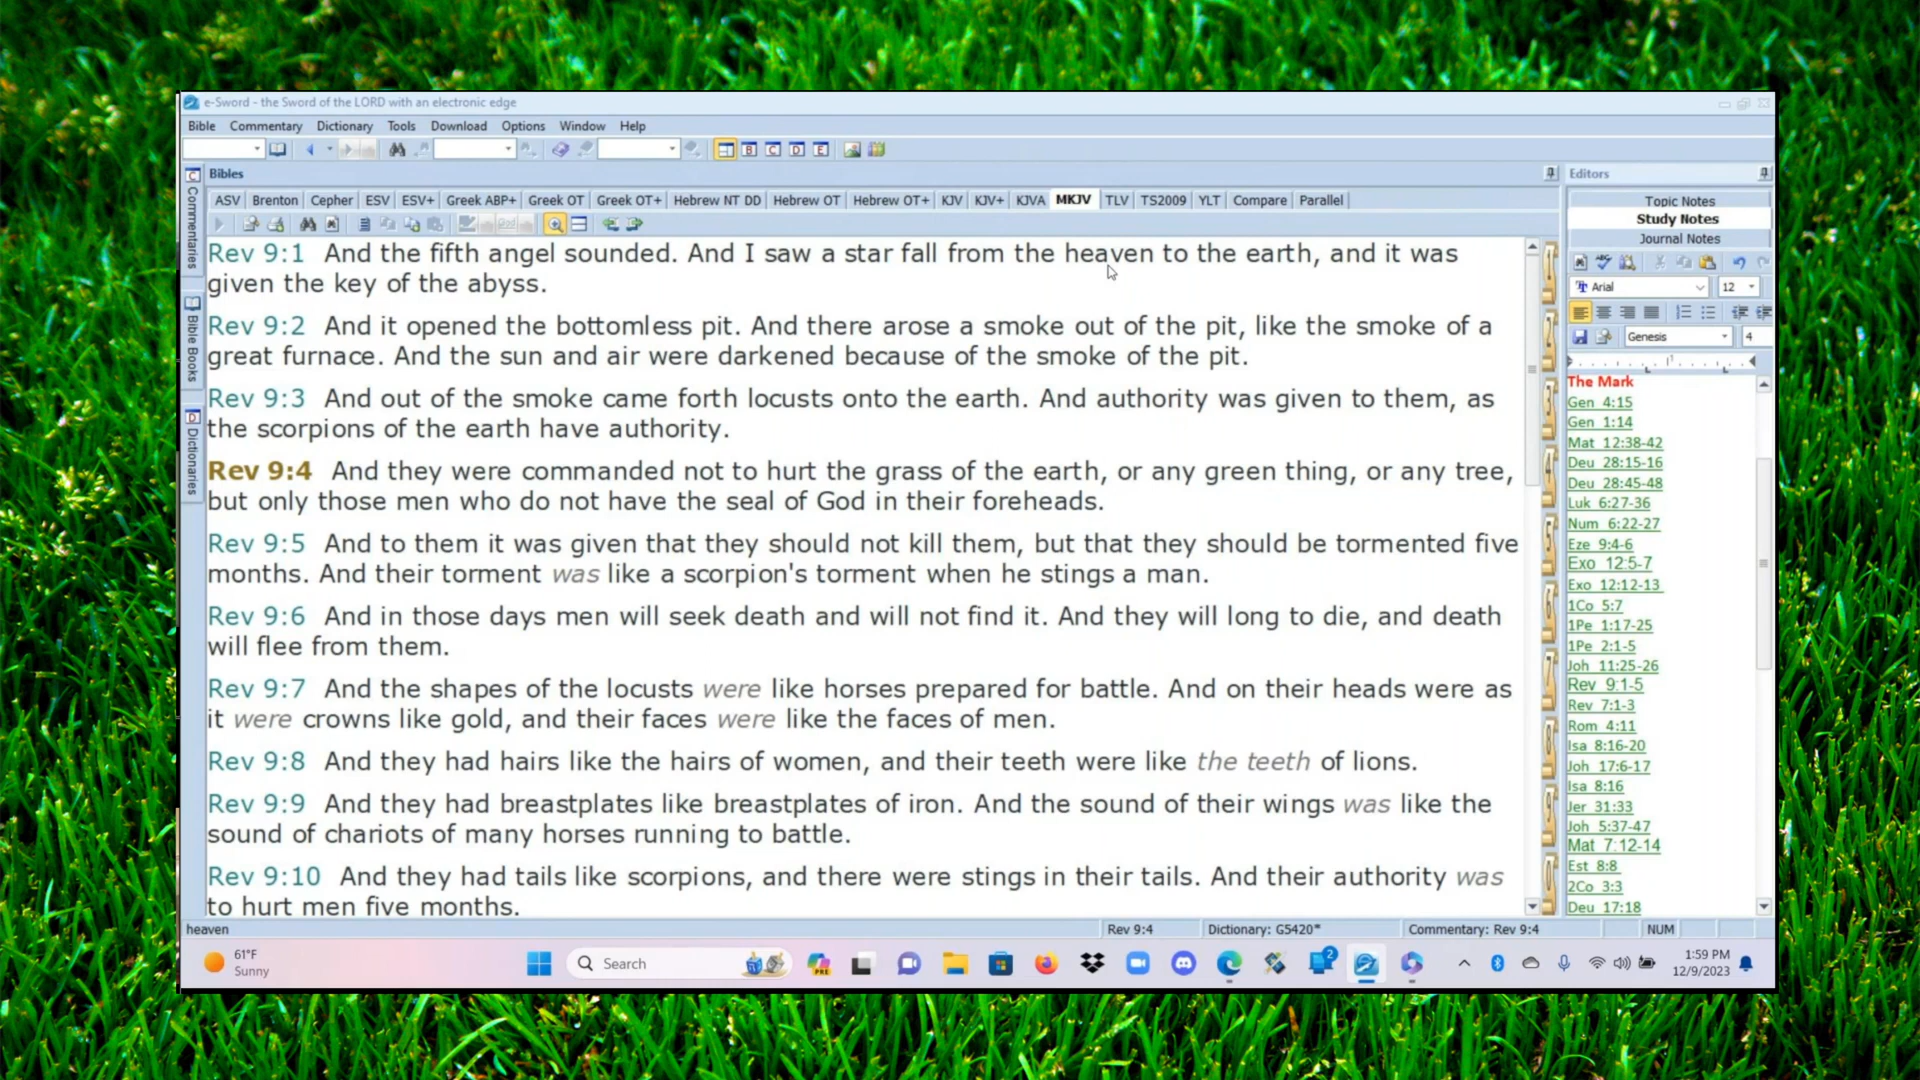 e-Sword - the Sword of the LORD with an electronic edge
Bible Commentary Dictionary Tools Download Options Window Help
B C D E
Bibles
Editors
ASV Brenton Cepher ESV ESV+ Greek ABP+ Greek OT Greek OT+ Hebrew NT DD Hebrew OT Hebrew OT+ KJV KJV+ KJVA MKJV TLV TS2009 YLT Compare Parallel
Commentaries
Bible Books
Dictionaries
Rev 9:1 And the fifth angel sounded. And I saw a star fall from the heaven to the earth, and it was
given the key of the abyss.
Rev 9:2 And it opened the bottomless pit. And there arose a smoke out of the pit, like the smoke of a
great furnace. And the sun and air were darkened because of the smoke of the pit.
Rev 9:3 And out of the smoke came forth locusts onto the earth. And authority was given to them, as
the scorpions of the earth have authority.
Rev 9:4 And they were commanded not to hurt the grass of the earth, or any green thing, or any tree,
but only those men who do not have the seal of God in their foreheads.
Rev 9:5 And to them it was given that they should not kill them, but that they should be tormented five
months. And their torment was like a scorpion's torment when he stings a man.
Rev 9:6 And in those days men will seek death and will not find it. And they will long to die, and death
will flee from them.
Rev 9:7 And the shapes of the locusts were like horses prepared for battle. And on their heads were as
it were crowns like gold, and their faces were like the faces of men.
Rev 9:8 And they had hairs like the hairs of women, and their teeth were like the teeth of lions.
Rev 9:9 And they had breastplates like breastplates of iron. And the sound of their wings was like the
sound of chariots of many horses running to battle.
Rev 9:10 And they had tails like scorpions, and there were stings in their tails. And their authority was
to hurt men five months.
1
2
3
4
5
6
7
8
9
0
Topic Notes
Study Notes
Journal Notes
Arial 12
Genesis 4
The Mark
Gen 4:15
Gen 1:14
Mat 12:38-42
Deu 28:15-16
Deu 28:45-48
Luk 6:27-36
Num 6:22-27
Eze 9:4-6
Exo 12:5-7
Exo 12:12-13
1Co 5:7
1Pe 1:17-25
1Pe 2:1-5
Joh 11:25-26
Rev 9:1-5
Rev 7:1-3
Rom 4:11
Isa 8:16-20
Joh 17:6-17
Isa 8:16
Jer 31:33
Joh 5:37-47
Mat 7:12-14
Est 8:8
2Co 3:3
Deu 17:18
heaven Rev 9:4 Dictionary: G5420* Commentary: Rev 9:4 NUM
61°F
Sunny
Search
PRE
2
1:59 PM
12/9/2023